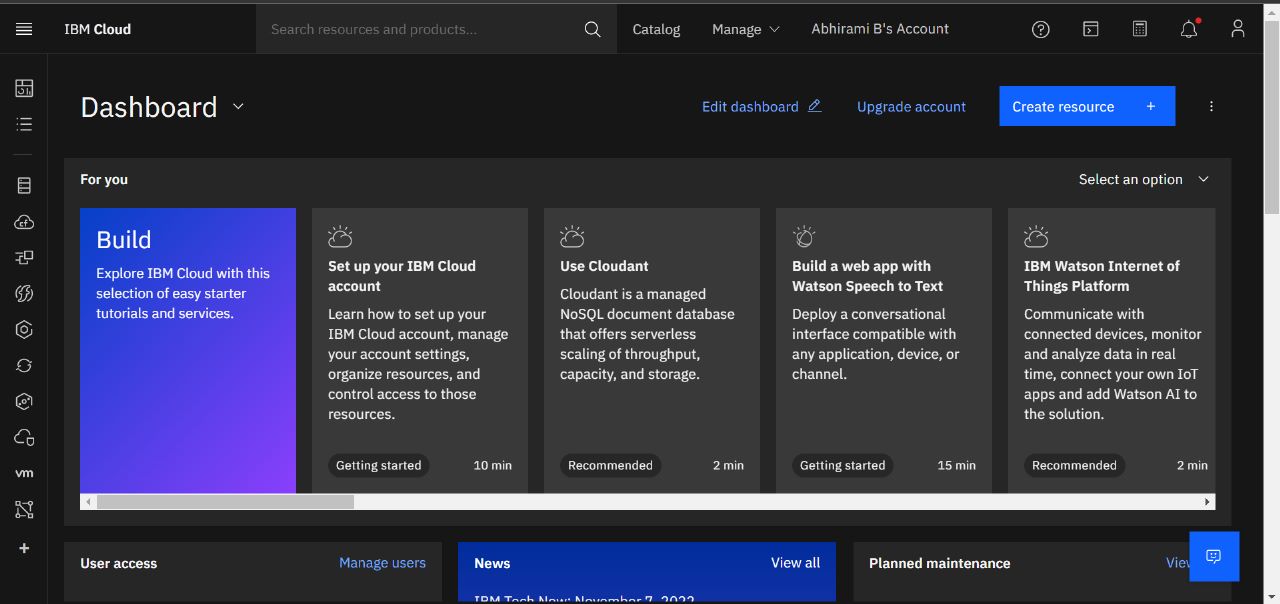 IBM Cloud
Search resources and products...
Catalog
Manage
Abhirami B's Account
Dashboard
Edit dashboard
Upgrade account
Create resource +
For you
Select an option
Build
Explore IBM Cloud with this
selection of easy starter
tutorials and services.
Set up your IBM Cloud
account
Learn how to set up your
IBM Cloud account, manage
your account settings,
organize resources, and
control access to those
resources.
Getting started
10 min
Use Cloudant
Cloudant is a managed
NoSQL document database
that offers serverless
scaling of throughput,
capacity, and storage.
Recommended
2 min
Build a web app with
Watson Speech to Text
Deploy a conversational
interface compatible with
any application, device, or
channel.
Getting started
15 min
IBM Watson Internet of
Things Platform
Communicate with
connected devices, monitor
and analyze data in real
time, connect your own IoT
apps and add Watson AI to
the solution.
Recommended
2 min
cf
vm
User access
Manage users
News
View all
IBM Tech Now: November 7, 2022
Planned maintenance